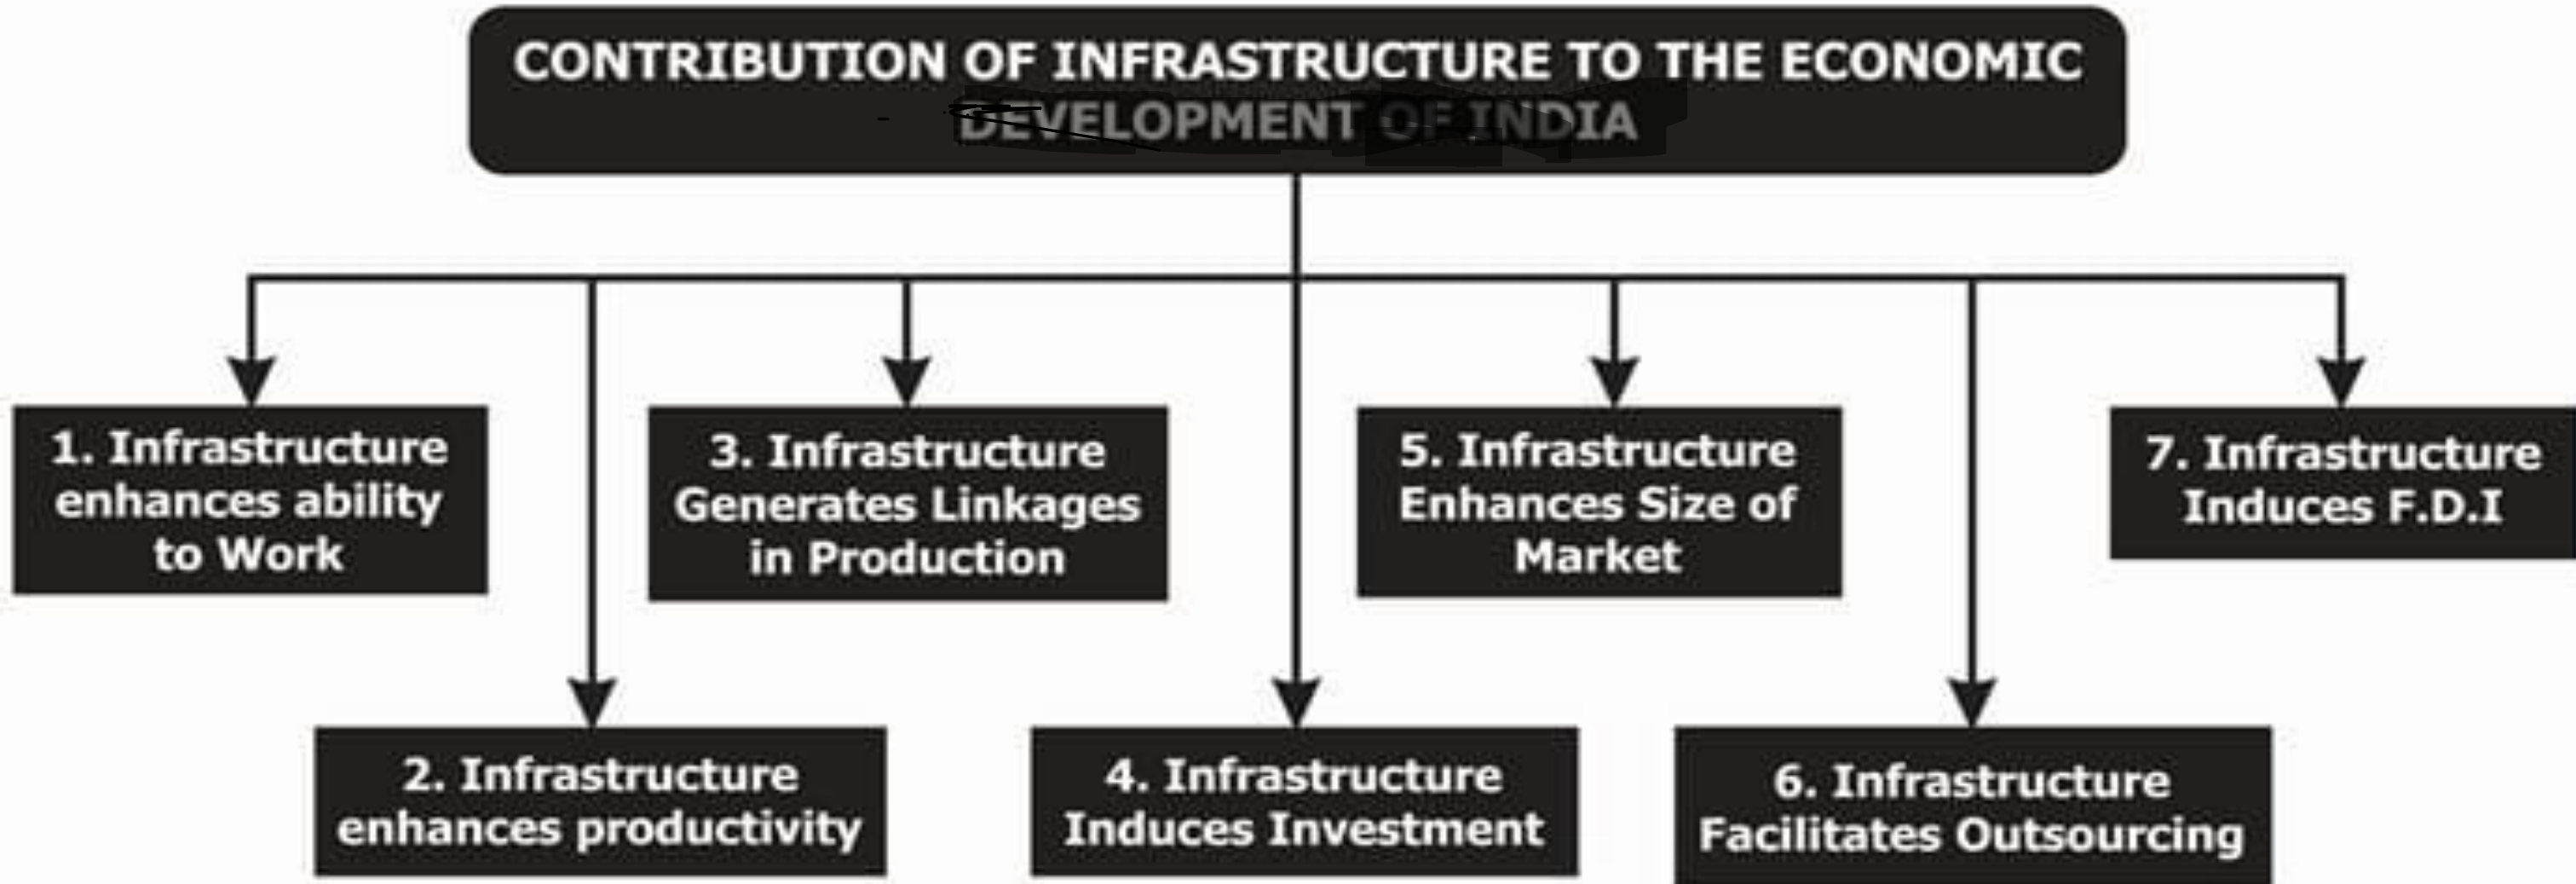 CONTRIBUTION OF INFRASTRUCTURE TO THE ECONOMIC
DEVELOPMENT OF INDIA
1. Infrastructure
enhances ability
to Work
2. Infrastructure
enhances productivity
3. Infrastructure
Generates Linkages
in Production
4. Infrastructure
Induces Investment
5. Infrastructure
Enhances Size of
Market
6. Infrastructure
Facilitates Outsourcing
7. Infrastructure
Induces F.D.I